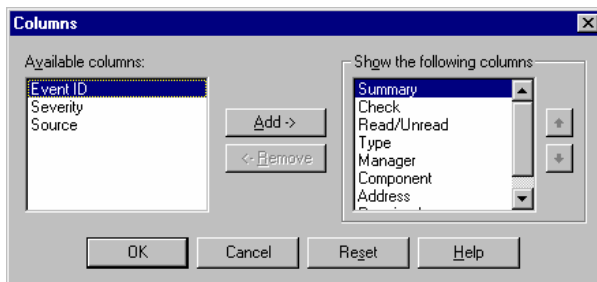 Columns
Available columns:
Event ID
Severity
Source
Add ->
<- Remove
Show the following columns
Summary
Check
Read/Unread
Type
Manager
Component
Address
OK
Cancel
Reset
Help